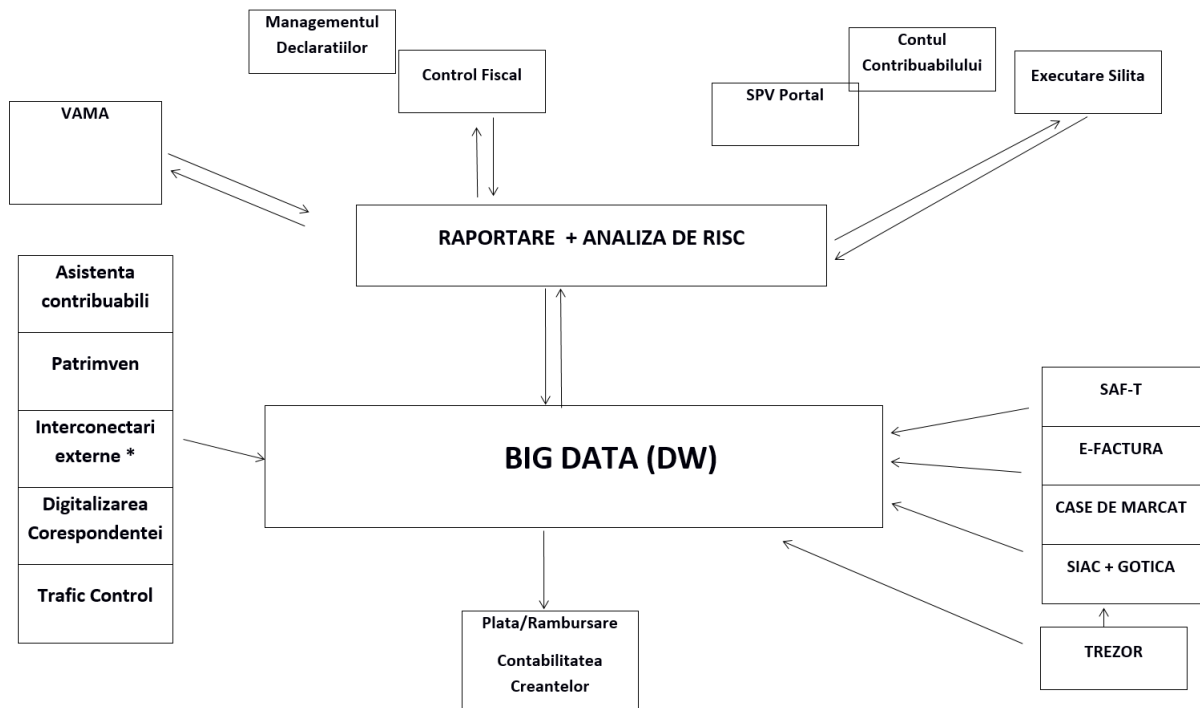 Managementul
Declaratiilor
Control Fiscal
Contul
Contribuabilului
SPV Portal
Executare Silita
VAMA
RAPORTARE + ANALIZA DE RISC
Asistenta
contribuabili
Patrimven
Interconectari
externe *
Digitalizarea
Corespondentei
Trafic Control
BIG DATA (DW)
SAF-T
E-FACTURA
CASE DE MARCAT
SIAC + GOTICA
TREZOR
Plata/Rambursare
Contabilitatea
Creantelor